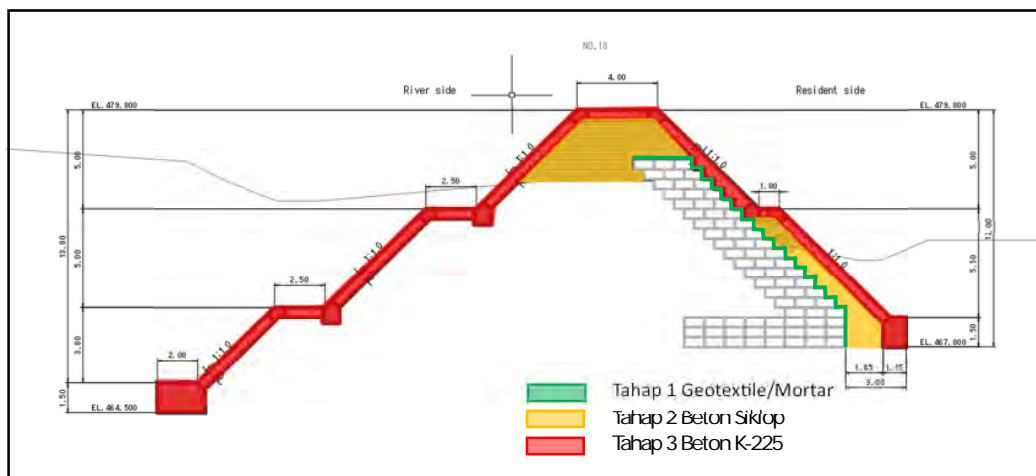 NO.18
4.00
River side
Resident side
EL.479.800
EL.479.800
5.00
5.00
1:1.0
1:1.0
2.50
1.00
13.00
5.00
1:1.0
12.00
5.50
1:1.0
2.50
3.00
2.00
1:1.0
1.50
EL.467.800
1.85
1.15
3.00
1.50
EL.464.500
Tahap 1 Geotextile/Mortar
Tahap 2 Beton Siklop
Tahap 3 Beton K-225